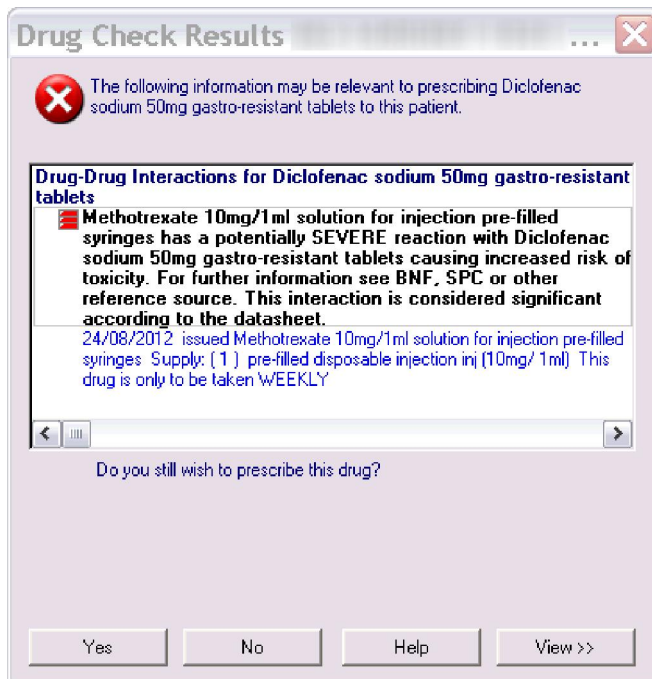 Drug Check Results ...
The following information may be relevant to prescribing Diclofenac
sodium 50mg gastro-resistant tablets to this patient.
Drug-Drug Interactions for Diclofenac sodium 50mg gastro-resistant
tablets
Methotrexate 10mg/1ml solution for injection pre-filled
syringes has a potentially SEVERE reaction with Diclofenac
sodium 50mg gastro-resistant tablets causing increased risk of
toxicity. For further information see BNF, SPC or other
reference source. This interaction is considered significant
according to the datasheet.
24/08/2012 issued Methotrexate 10mg/1ml solution for injection pre-filled
syringes Supply: ( 1 ) pre-filled disposable injection inj (10mg/ 1ml) This
drug is only to be taken WEEKLY
Do you still wish to prescribe this drug?
Yes
No
Help
View >>